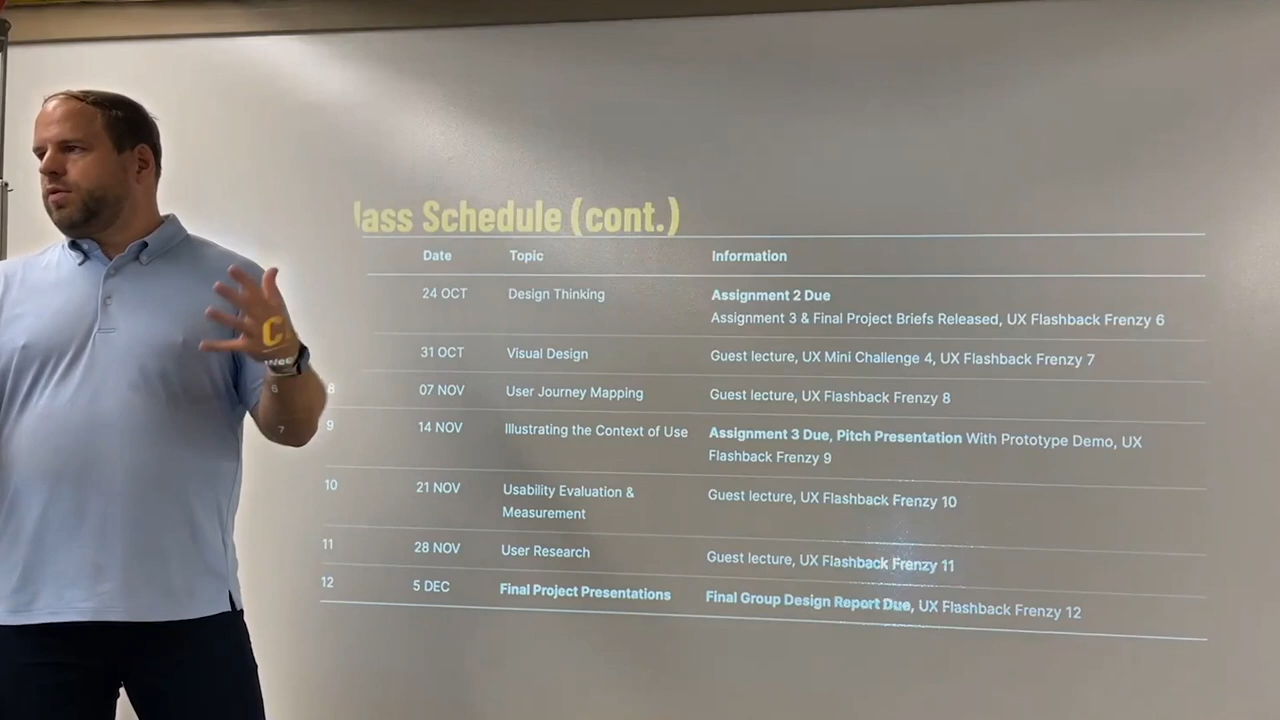 Class Schedule (cont.)
Week Date Topic Information
6 24 OCT Design Thinking Assignment 2 Due
Assignment 3 & Final Project Briefs Released, UX Flashback Frenzy 6
7 31 OCT Visual Design Guest lecture, UX Mini Challenge 4, UX Flashback Frenzy 7
8 07 NOV User Journey Mapping Guest lecture, UX Flashback Frenzy 8
9 14 NOV Illustrating the Context of Use Assignment 3 Due, Pitch Presentation With Prototype Demo, UX
Flashback Frenzy 9
10 21 NOV Usability Evaluation & Guest lecture, UX Flashback Frenzy 10
Measurement
11 28 NOV User Research Guest lecture, UX Flashback Frenzy 11
12 5 DEC Final Project Presentations Final Group Design Report Due, UX Flashback Frenzy 12